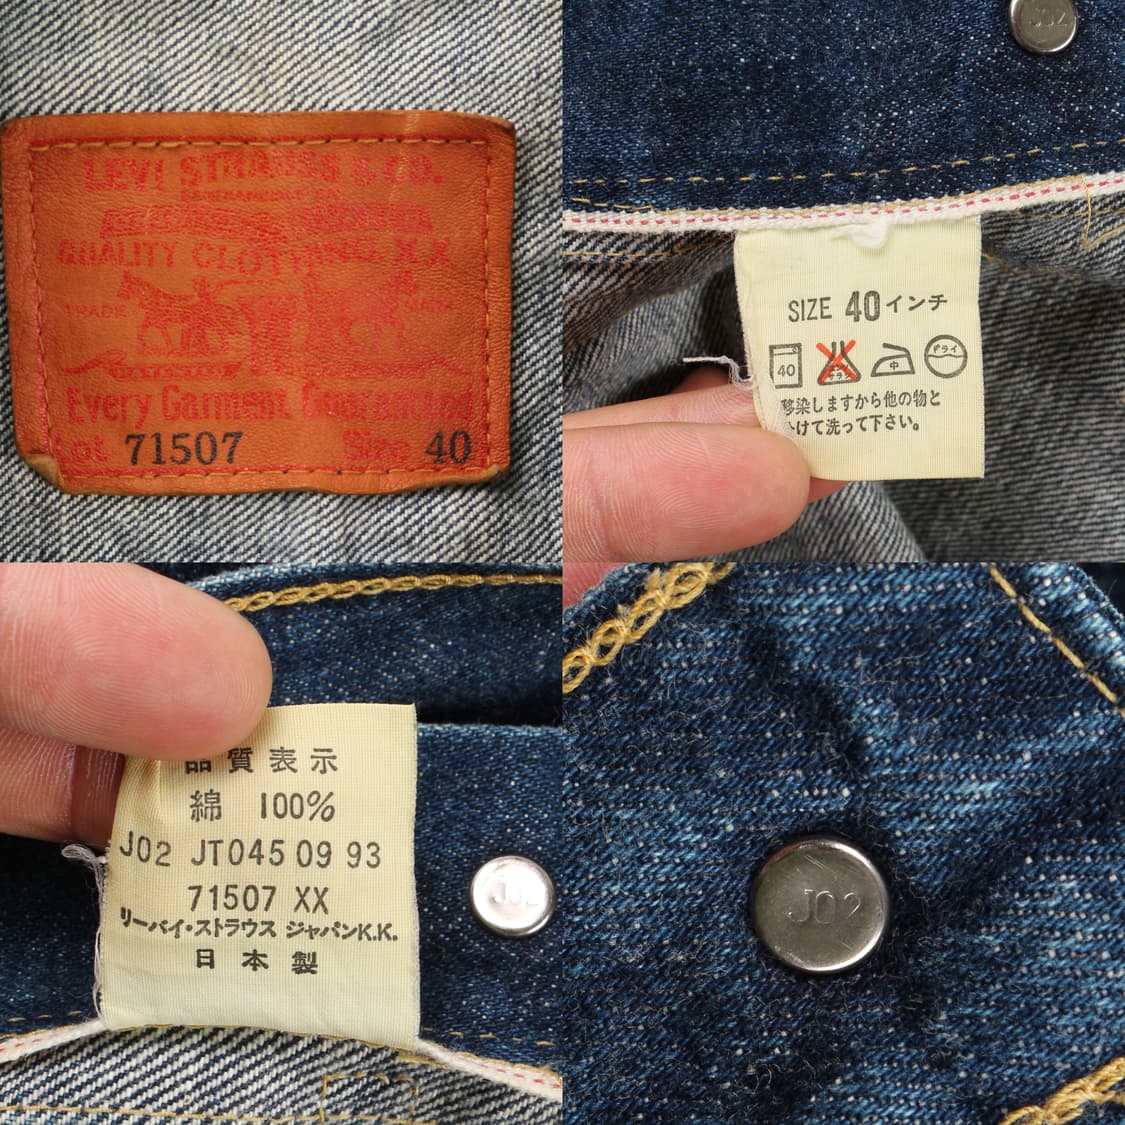 LEVI STRAUSS & CO.
QUALITY CLOTHING. X X
TRADE MARK
Every Garment Guaranteed
Lot 71507 Size 40
J02
SIZE 40インチ
40
ドライ
中
移染しますから他の物と
分けて洗って下さい。
品質表示
綿 100%
J02 JT045 09 93
71507 XX
リーバイ・ストラウス ジャパンK.K.
日本製
J02
J02